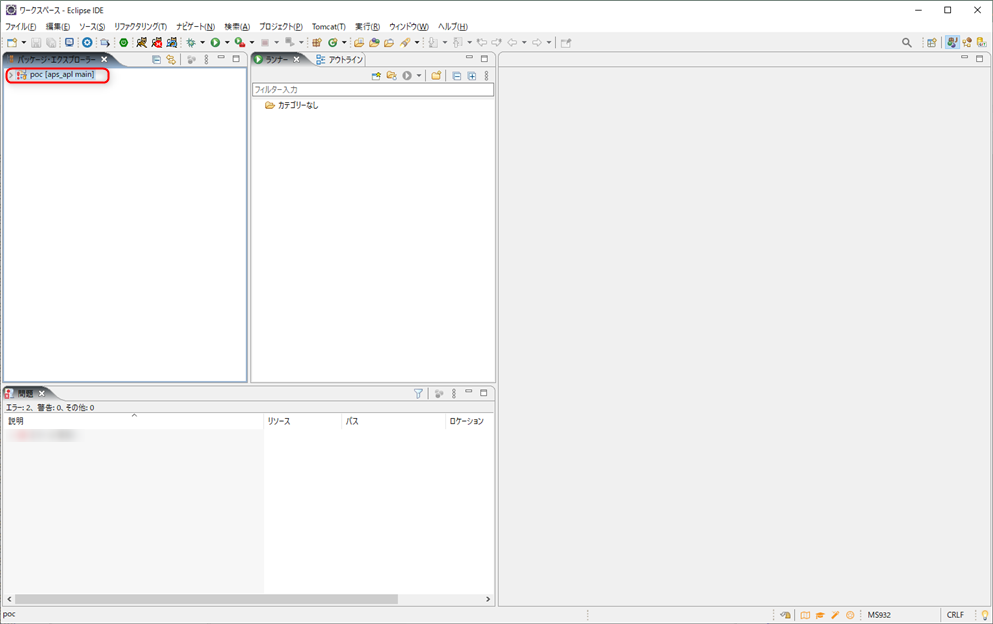 ワークスペース - Eclipse IDE
ファイル(F) 編集(E) ソース(S) リファクタリング(T) ナビゲート(N) 検索(A) プロジェクト(P) Tomcat(T) 実行(R) ウィンドウ(W) ヘルプ(H)
パッケージ・エクスプローラー
poc [aps_apl main]
ランナー アウトライン
フィルター入力
カテゴリーなし
問題
エラー: 2、警告: 0、その他: 0
説明 リソース パス ロケーション
poc MS932 CRLF